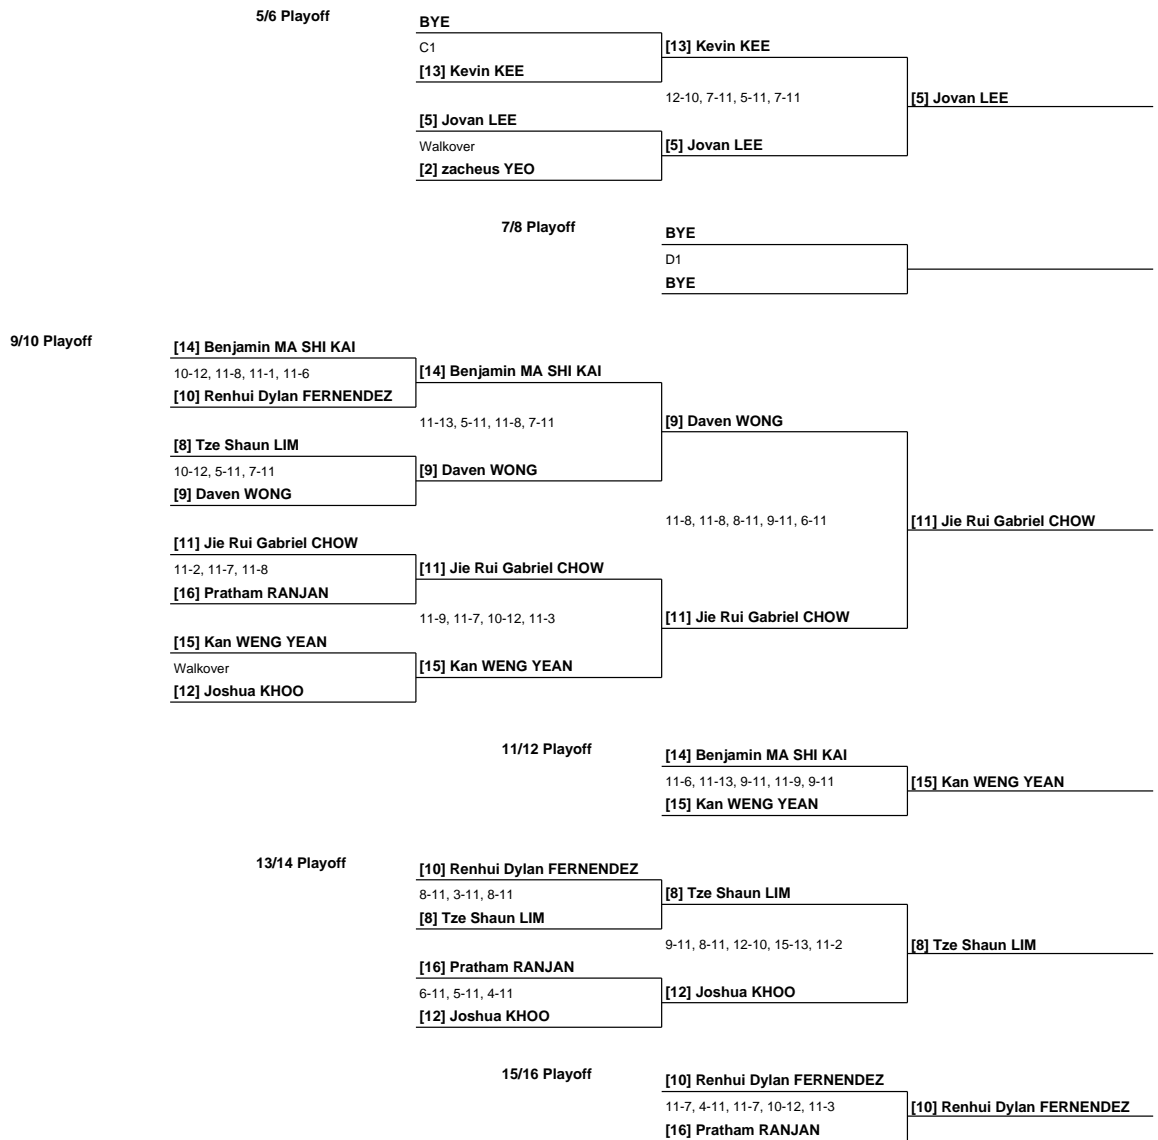 5/6 Playoff
BYE
C1
[13] Kevin KEE
[13] Kevin KEE
12-10, 7-11, 5-11, 7-11
[5] Jovan LEE
[5] Jovan LEE
Walkover
[5] Jovan LEE
[2] zacheus YEO
7/8 Playoff
BYE
D1
BYE
9/10 Playoff
[14] Benjamin MA SHI KAI
10-12, 11-8, 11-1, 11-6
[14] Benjamin MA SHI KAI
[10] Renhui Dylan FERNENDEZ
11-13, 5-11, 11-8, 7-11
[9] Daven WONG
[8] Tze Shaun LIM
10-12, 5-11, 7-11
[9] Daven WONG
[9] Daven WONG
11-8, 11-8, 8-11, 9-11, 6-11
[11] Jie Rui Gabriel CHOW
[11] Jie Rui Gabriel CHOW
11-2, 11-7, 11-8
[11] Jie Rui Gabriel CHOW
[16] Pratham RANJAN
11-9, 11-7, 10-12, 11-3
[11] Jie Rui Gabriel CHOW
[15] Kan WENG YEAN
Walkover
[15] Kan WENG YEAN
[12] Joshua KHOO
11/12 Playoff
[14] Benjamin MA SHI KAI
11-6, 11-13, 9-11, 11-9, 9-11
[15] Kan WENG YEAN
[15] Kan WENG YEAN
13/14 Playoff
[10] Renhui Dylan FERNENDEZ
8-11, 3-11, 8-11
[8] Tze Shaun LIM
[8] Tze Shaun LIM
9-11, 8-11, 12-10, 15-13, 11-2
[8] Tze Shaun LIM
[16] Pratham RANJAN
6-11, 5-11, 4-11
[12] Joshua KHOO
[12] Joshua KHOO
15/16 Playoff
[10] Renhui Dylan FERNENDEZ
11-7, 4-11, 11-7, 10-12, 11-3
[10] Renhui Dylan FERNENDEZ
[16] Pratham RANJAN